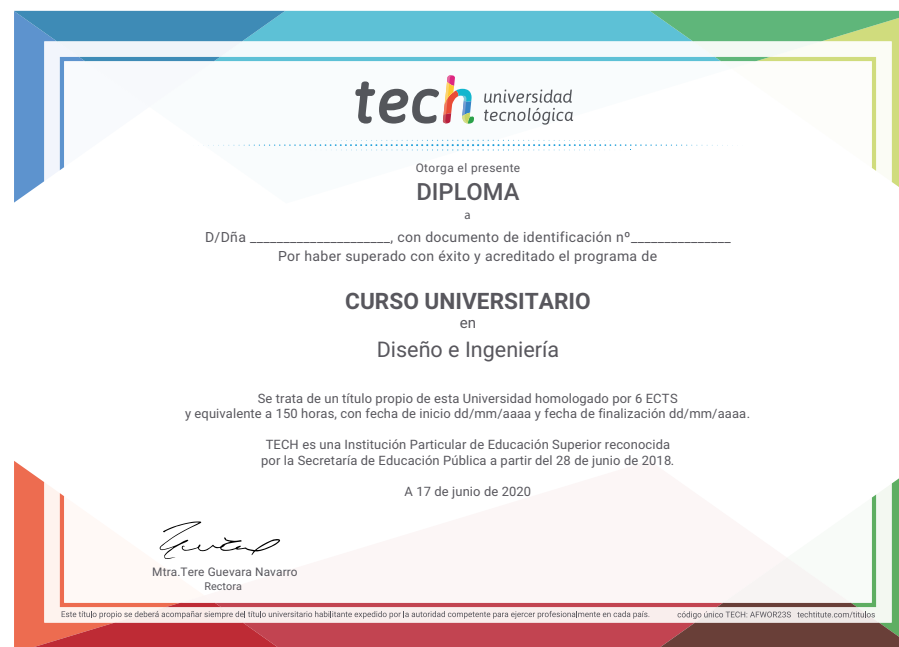 tech universidad
tecnológica
Otorga el presente
DIPLOMA
a
D/Dña _____________________, con documento de identificación nº_______________
Por haber superado con éxito y acreditado el programa de
CURSO UNIVERSITARIO
en
Diseño e Ingeniería
Se trata de un título propio de esta Universidad homologado por 6 ECTS
y equivalente a 150 horas, con fecha de inicio dd/mm/aaaa y fecha de finalización dd/mm/aaaa.
TECH es una Institución Particular de Educación Superior reconocida
por la Secretaría de Educación Pública a partir del 28 de junio de 2018.
A 17 de junio de 2020
Mtra.Tere Guevara Navarro
Rectora
Este título propio se deberá acompañar siempre del título universitario habilitante expedido por la autoridad competente para ejercer profesionalmente en cada país. código único TECH: AFWOR23S techtitute.com/títulos